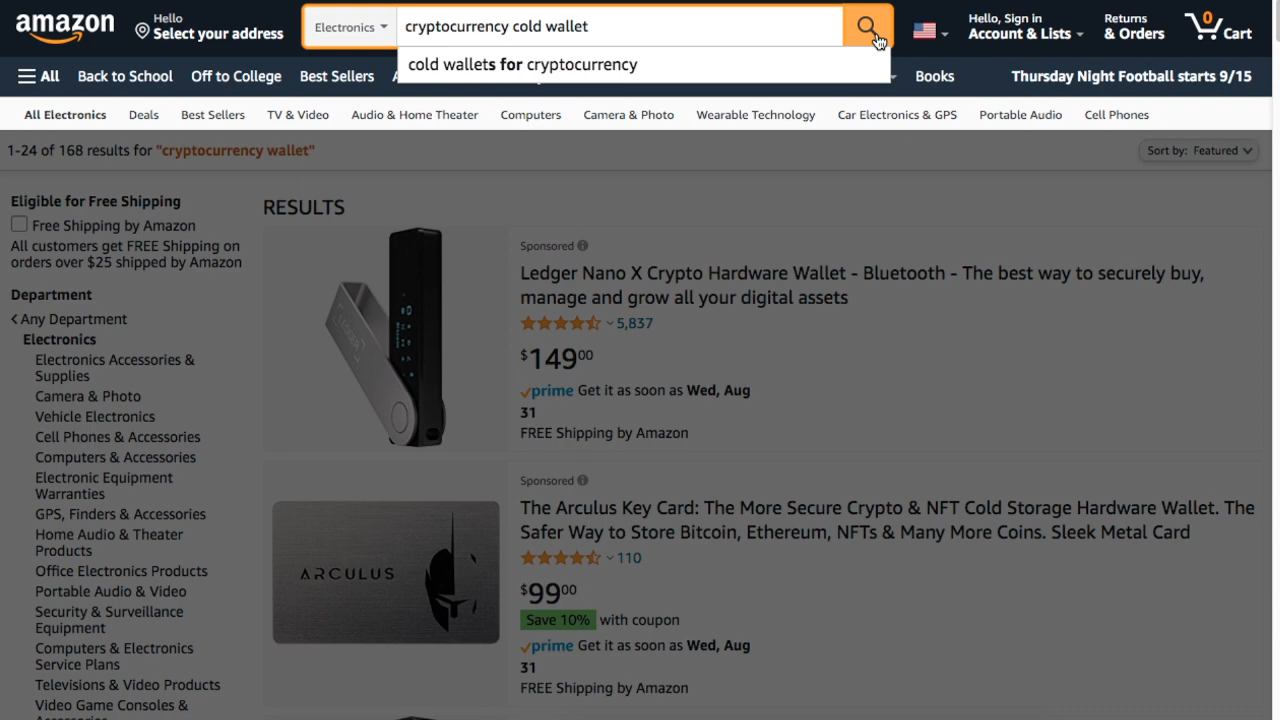 amazon
Hello
Select your address
Electronics
cryptocurrency cold wallet
Hello, Sign in
Account & Lists
Returns
& Orders
0
Cart
cold wallets for cryptocurrency
All
Back to School
Off to College
Best Sellers
Books
Thursday Night Football starts 9/15
All Electronics
Deals
Best Sellers
TV & Video
Audio & Home Theater
Computers
Camera & Photo
Wearable Technology
Car Electronics & GPS
Portable Audio
Cell Phones
1-24 of 168 results for "cryptocurrency wallet"
Sort by: Featured
Eligible for Free Shipping
Free Shipping by Amazon
All customers get FREE Shipping on
orders over $25 shipped by Amazon
Department
Any Department
Electronics
Electronics Accessories &
Supplies
Camera & Photo
Vehicle Electronics
Cell Phones & Accessories
Computers & Accessories
Electronic Equipment
Warranties
GPS, Finders & Accessories
Home Audio & Theater
Products
Office Electronics Products
Portable Audio & Video
Security & Surveillance
Equipment
Computers & Electronics
Service Plans
Televisions & Video Products
Video Game Consoles &
Accessories
RESULTS
LEDGER
Sponsored
Ledger Nano X Crypto Hardware Wallet - Bluetooth - The best way to securely buy,
manage and grow all your digital assets
5,837
$149 00
prime Get it as soon as Wed, Aug
31
FREE Shipping by Amazon
ARCULUS
Sponsored
The Arculus Key Card: The More Secure Crypto & NFT Cold Storage Hardware Wallet. The
Safer Way to Store Bitcoin, Ethereum, NFTs & Many More Coins. Sleek Metal Card
110
$99 00
Save 10% with coupon
prime Get it as soon as Wed, Aug
31
FREE Shipping by Amazon